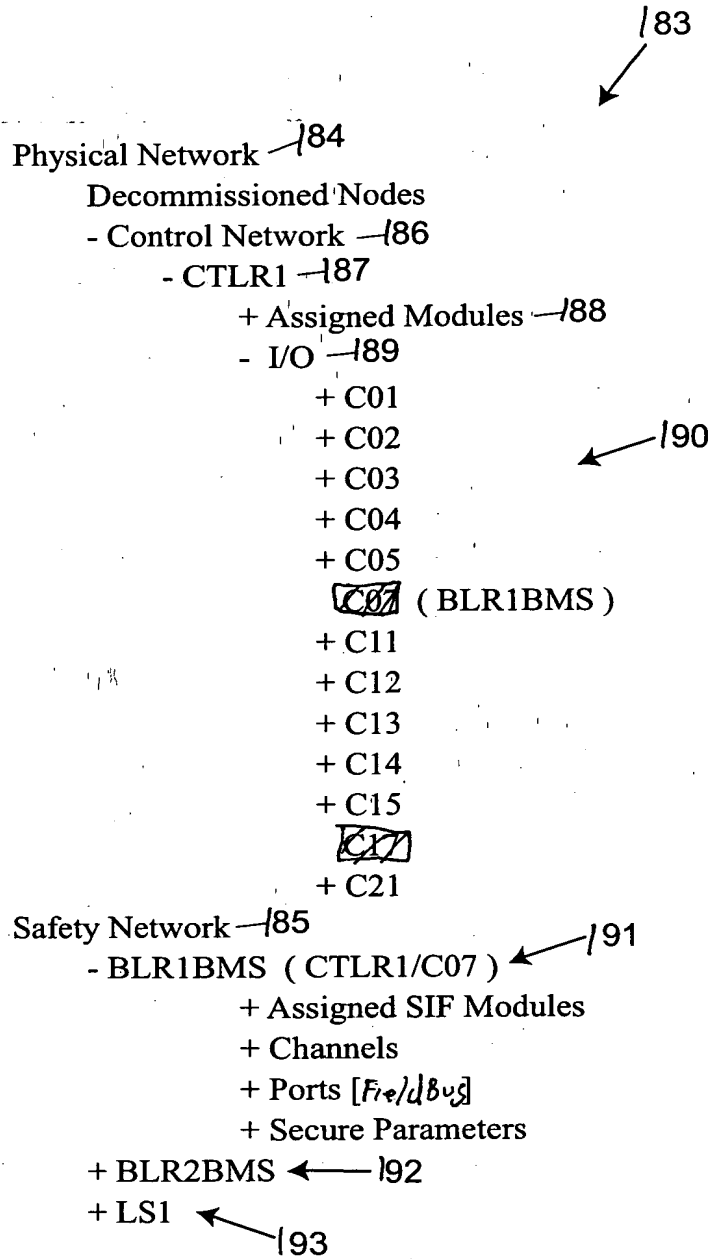 183
Physical Network 184
Decommissioned Nodes
- Control Network 186
- CTLR1 187
+ Assigned Modules 188
- I/O 189
+ C01
+ C02
190
+ C03
+ C04
+ C05
C07 ( BLR1BMS )
+ C11
+ C12
+ C13
+ C14
+ C15
C17
+ C21
Safety Network 185
191
- BLR1BMS ( CTLR1/C07 )
+ Assigned SIF Modules
+ Channels
+ Ports [FieldBus]
+ Secure Parameters
+ BLR2BMS 192
+ LS1
193